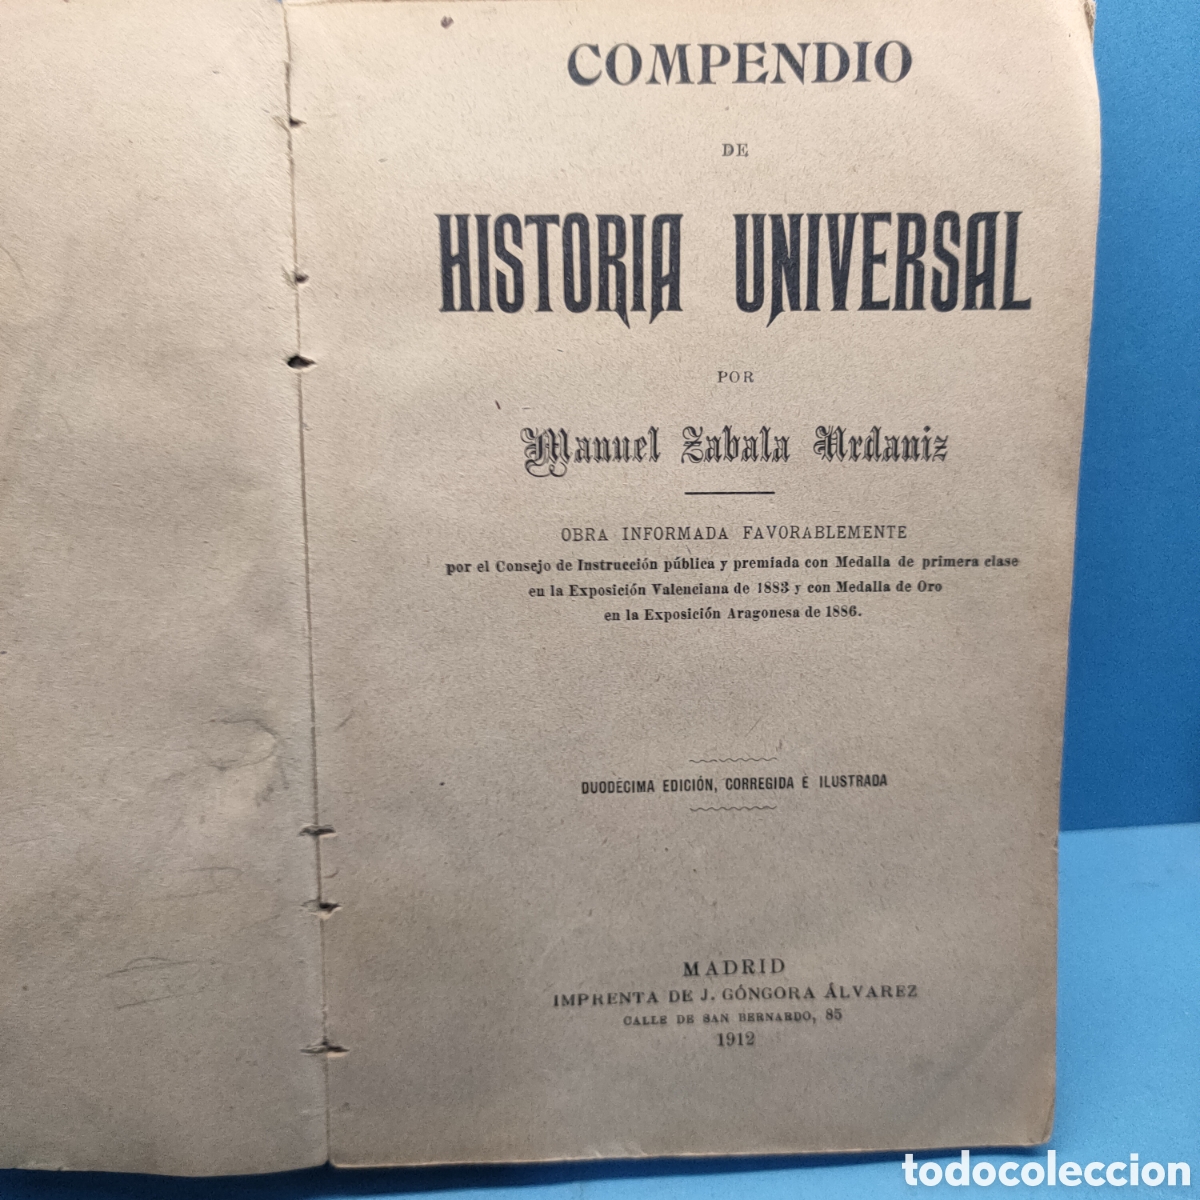 COMPENDIO
DE
HISTORIA UNIVERSAL
POR
Manuel Zabala Urdaniz
OBRA INFORMADA FAVORABLEMENTE
por el Consejo de Instrucción pública y premiada con Medalla de primera clase
en la Exposición Valenciana de 1883 y con Medalla de Oro
en la Exposición Aragonesa de 1886.
DUODÉCIMA EDICIÓN, CORREGIDA E ILUSTRADA
MADRID
IMPRENTA DE J. GÓNGORA ÁLVAREZ
CALLE DE SAN BERNARDO, 85
1912
todocoleccion